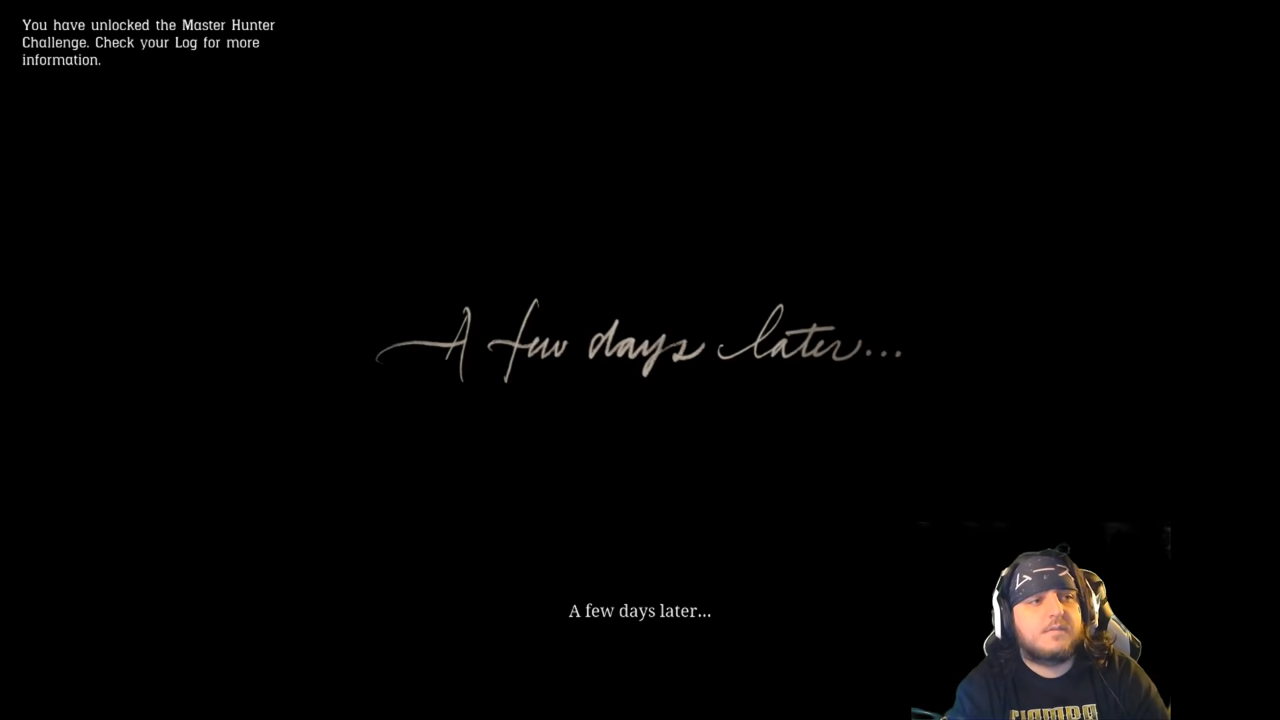 You have unlocked the Master Hunter
Challenge. Check your Log for more
information.
A few days later...
A few days later...